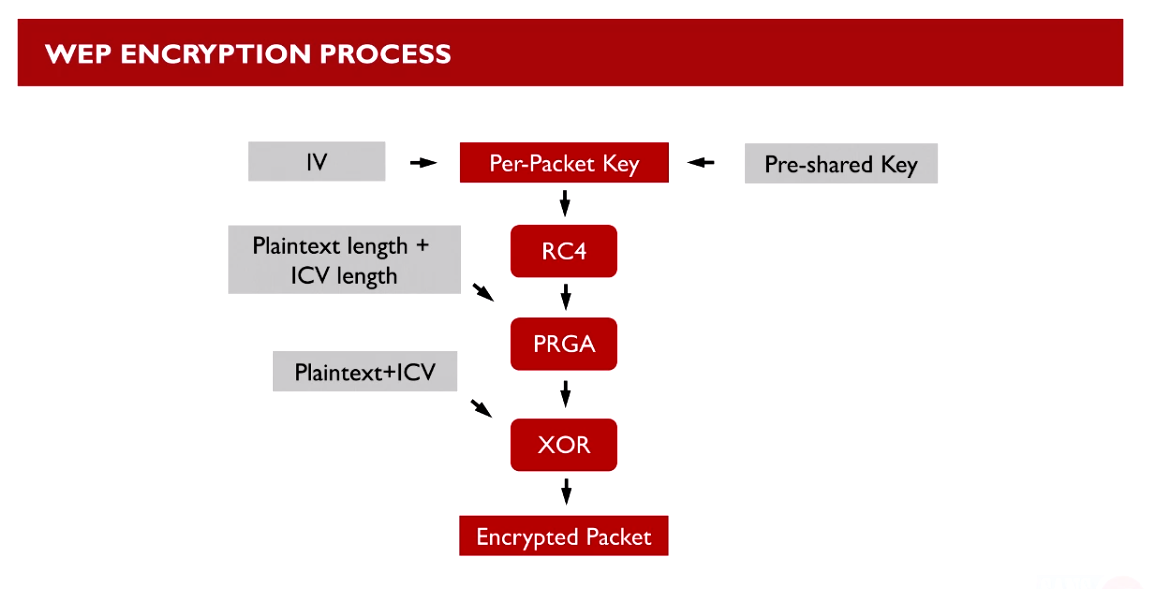 WEP ENCRYPTION PROCESS
IV
Per-Packet Key
Pre-shared Key
Plaintext length +
ICV length
RC4
PRGA
Plaintext+ICV
XOR
Encrypted Packet